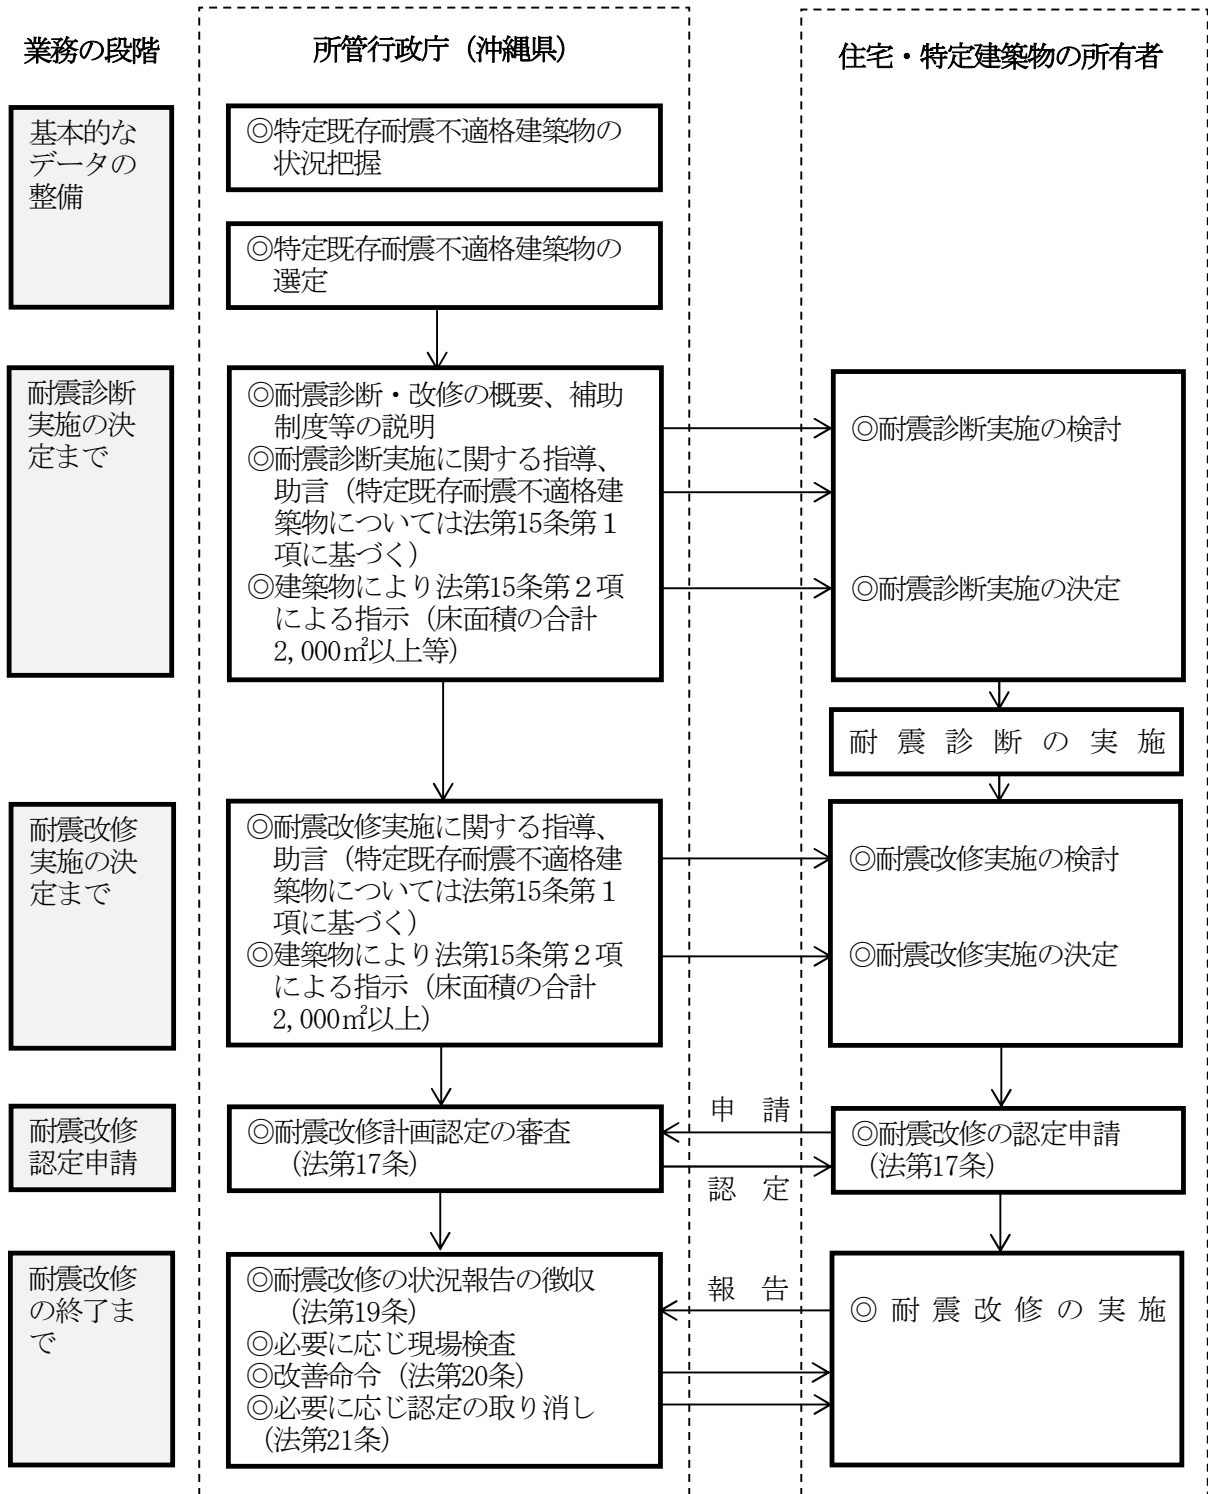 業務の段階
所管行政庁（沖縄県）
住宅・特定建築物の所有者
基本的な
データの
整備
◎特定既存耐震不適格建築物の
状況把握
◎特定既存耐震不適格建築物の
選定
耐震診断
実施の決
定まで
◎耐震診断・改修の概要、補助
制度等の説明
◎耐震診断実施に関する指導、
助言（特定既存耐震不適格建
築物については法第15条第１
項に基づく）
◎建築物により法第15条第２項
による指示（床面積の合計
2,000㎡以上等）
◎耐震診断実施の検討
◎耐震診断実施の決定
耐震診断の実施
耐震改修
実施の決
定まで
◎耐震改修実施に関する指導、
助言（特定既存耐震不適格建
築物については法第15条第１
項に基づく）
◎建築物により法第15条第２項
による指示（床面積の合計
2,000㎡以上）
◎耐震改修実施の検討
◎耐震改修実施の決定
耐震改修
認定申請
◎耐震改修計画認定の審査
（法第17条）
申　請
認　定
◎耐震改修の認定申請
（法第17条）
耐震改修
の終了ま
で
◎耐震改修の状況報告の徴収
（法第19条）
◎必要に応じ現場検査
◎改善命令（法第20条）
◎必要に応じ認定の取り消し
（法第21条）
報　告
◎耐震改修の実施